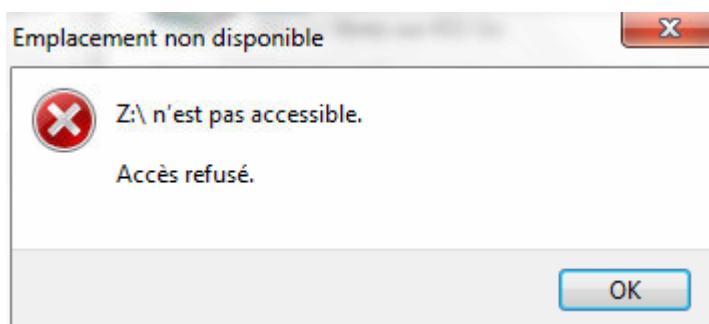 Emplacement non disponible
Z:\ n'est pas accessible.
Accès refusé.
OK